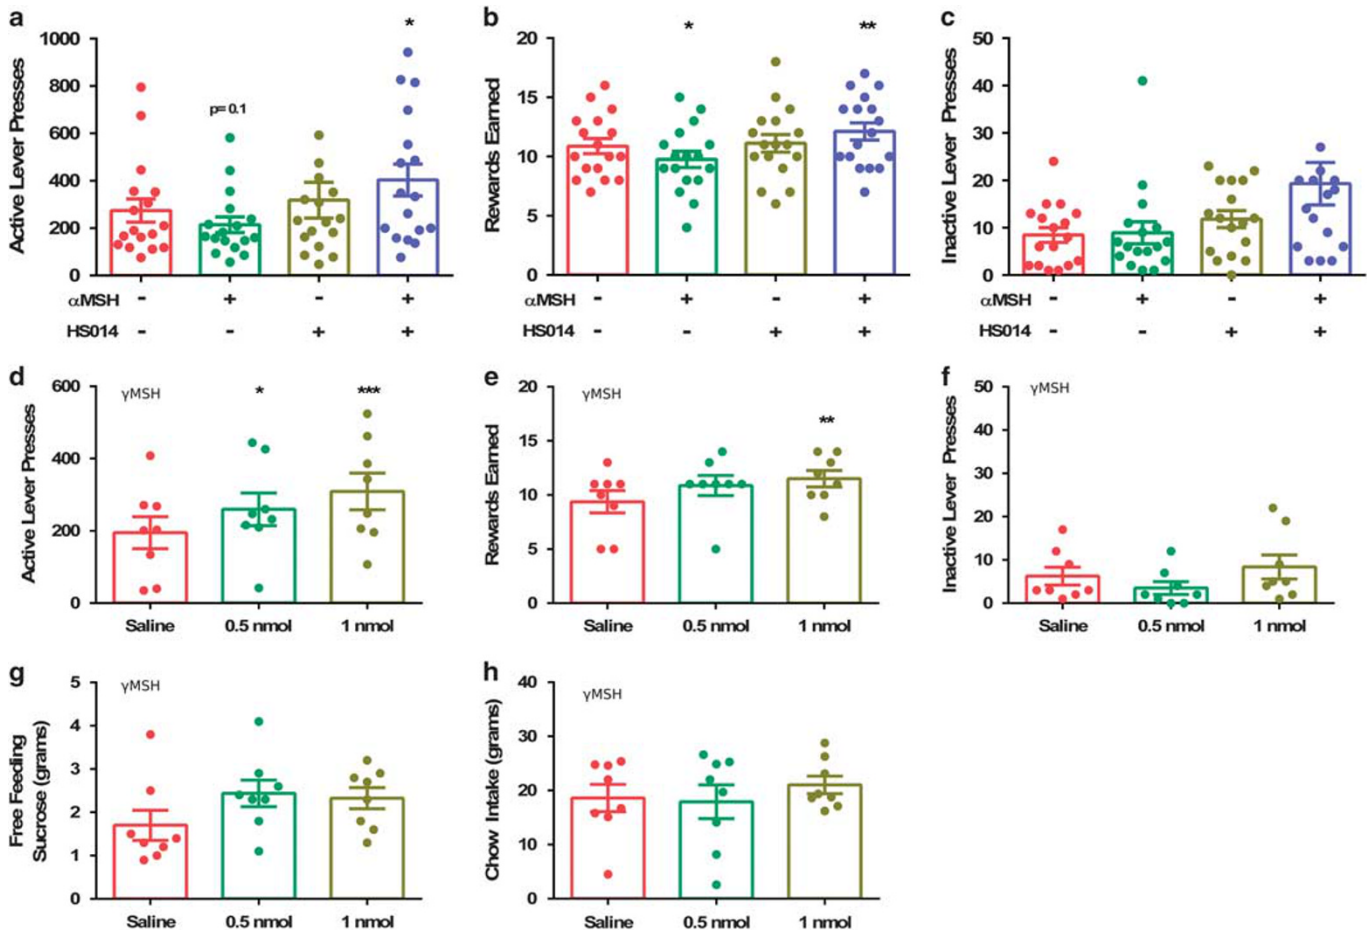 a
b
c
Active Lever Presses
1000
800
600
400
200
0
p= 0.1
*
αMSH - + - +
HS014 - - + +
Rewards Earned
20
15
10
5
0
*
**
αMSH - + - +
HS014 - - + +
Inactive Lever Presses
50
40
30
20
10
0
αMSH - + - +
HS014 - - + +
d
e
f
Active Lever Presses
600
400
200
0
γMSH
*
***
Saline 0.5 nmol 1 nmol
Rewards Earned
20
15
10
5
0
γMSH
**
Saline 0.5 nmol 1 nmol
Inactive Lever Presses
50
40
30
20
10
0
γMSH
Saline 0.5 nmol 1 nmol
g
h
Free Feeding
Sucrose (grams)
5
4
3
2
1
0
γMSH
Saline 0.5 nmol 1 nmol
Chow Intake (grams)
40
30
20
10
0
γMSH
Saline 0.5 nmol 1 nmol